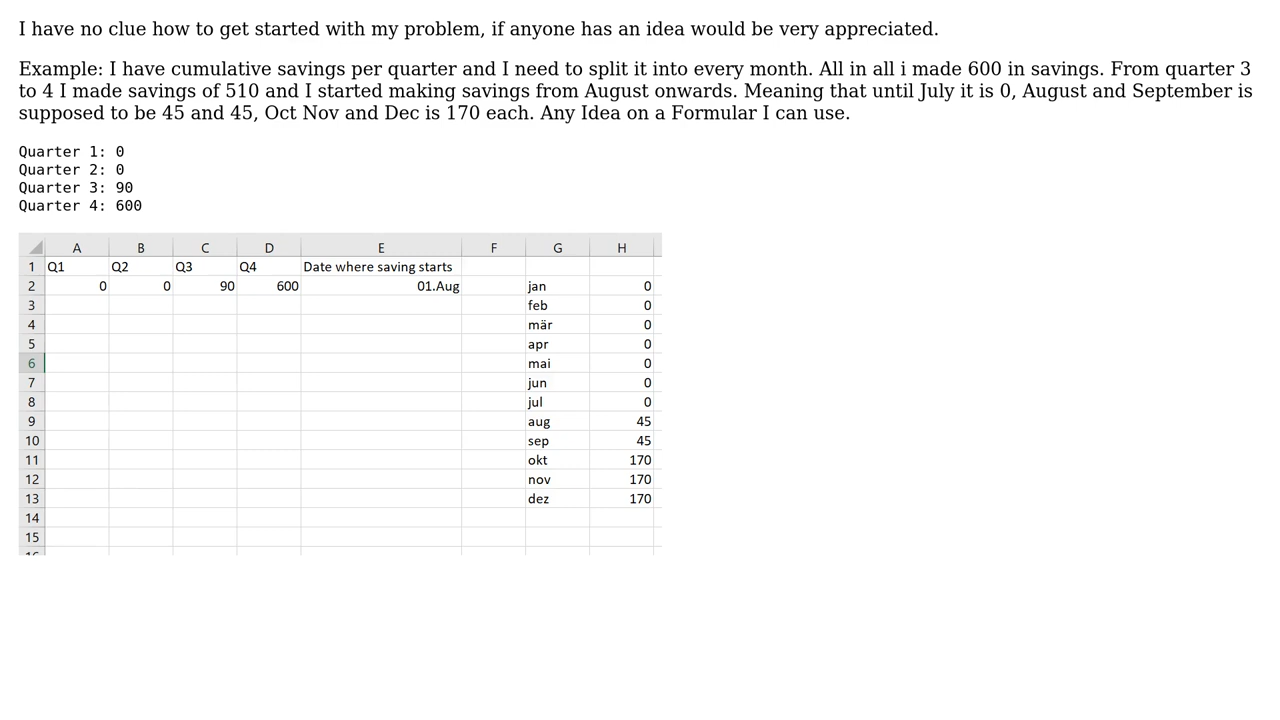 I have no clue how to get started with my problem, if anyone has an idea would be very appreciated.
Example: I have cumulative savings per quarter and I need to split it into every month. All in all i made 600 in savings. From quarter 3
to 4 I made savings of 510 and I started making savings from August onwards. Meaning that until July it is 0, August and September is
supposed to be 45 and 45, Oct Nov and Dec is 170 each. Any Idea on a Formular I can use.
Quarter 1: 0
Quarter 2: 0
Quarter 3: 90
Quarter 4: 600
A B C D E F G H
1 Q1 Q2 Q3 Q4 Date where saving starts
2 0 0 90 600 01.Aug jan 0
3 feb 0
4 mär 0
5 apr 0
6 mai 0
7 jun 0
8 jul 0
9 aug 45
10 sep 45
11 okt 170
12 nov 170
13 dez 170
14
15